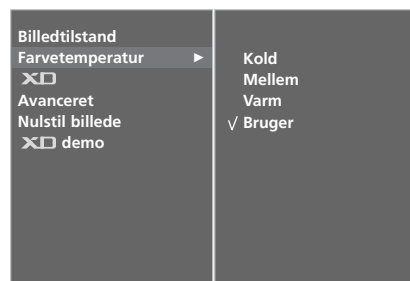 Billedtilstand
Farvetemperatur ►
XD
Avanceret
Nulstil billede
XD demo
Kold
Mellem
Varm
√ Bruger